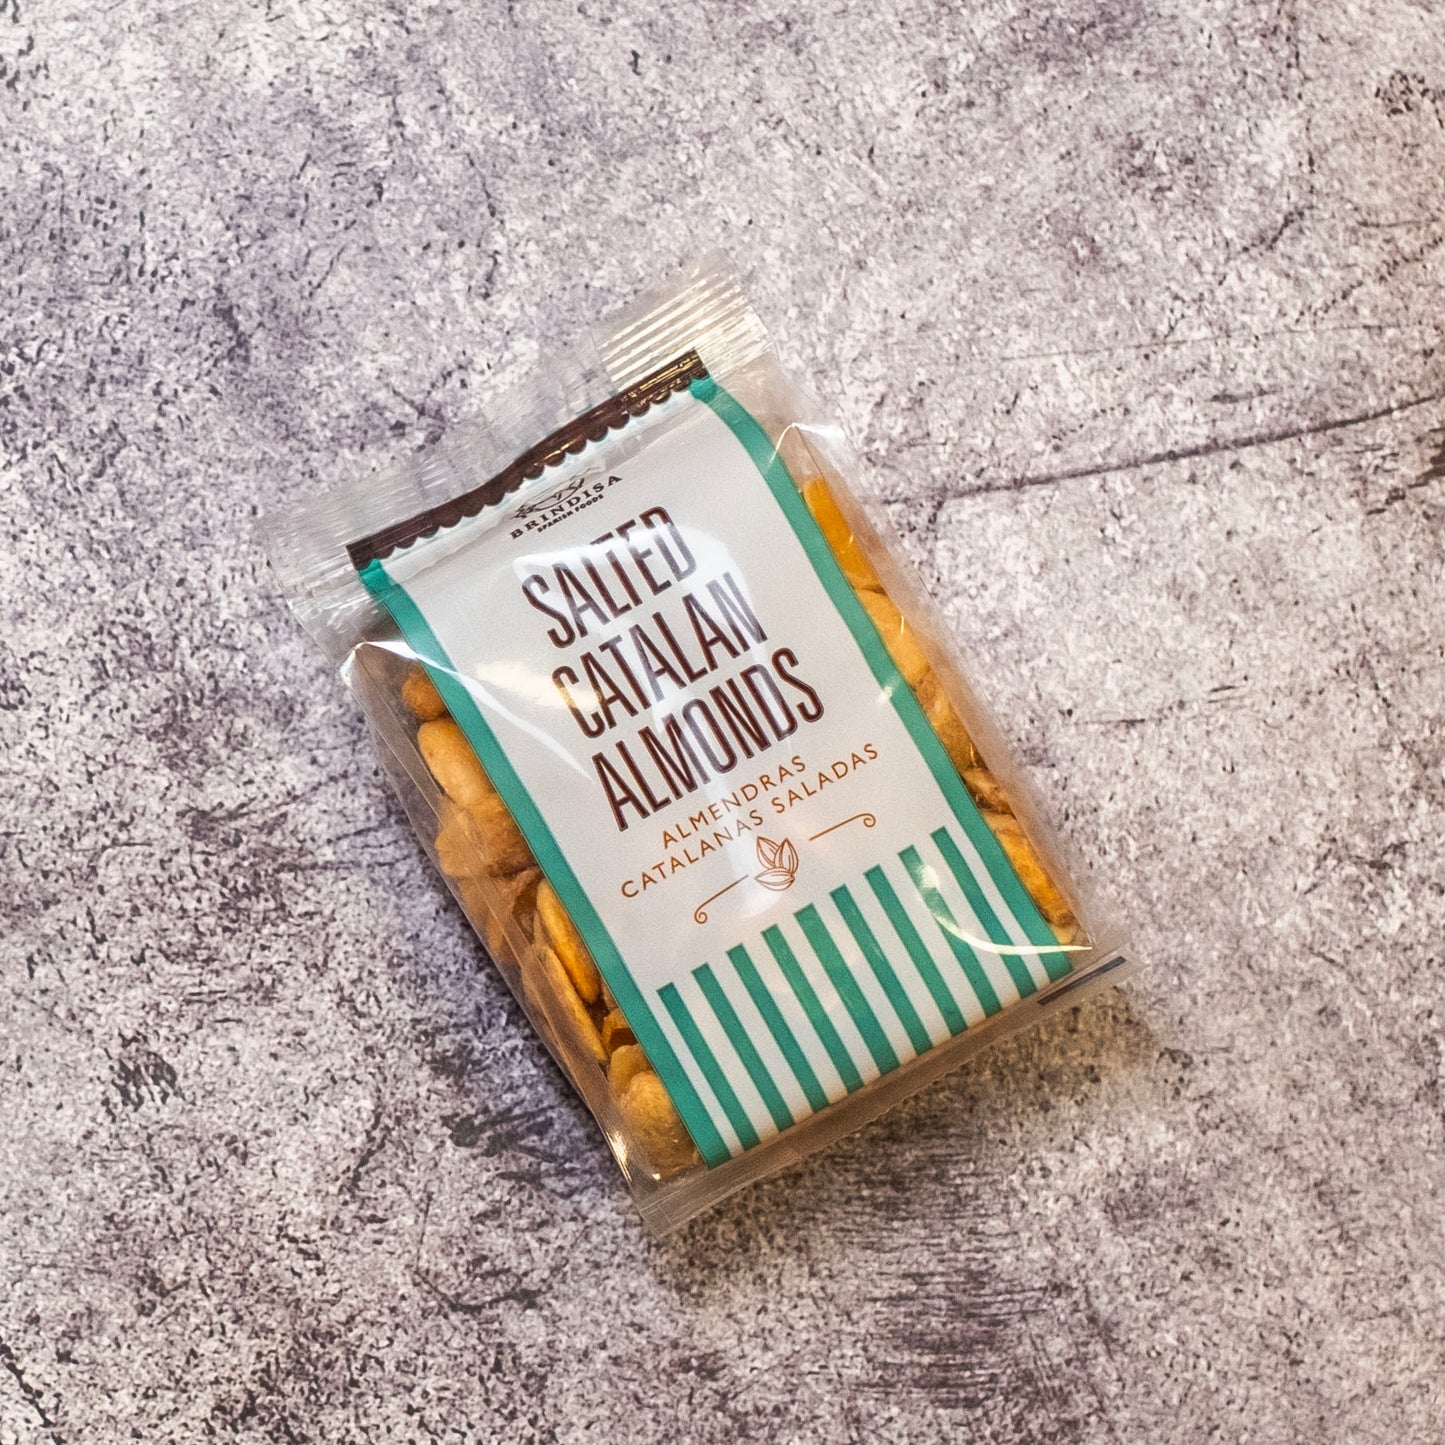 BRINDISA
SPANISH FOODS
SALTED
CATALAN
ALMONDS
ALMENDRAS
CATALANAS SALADAS